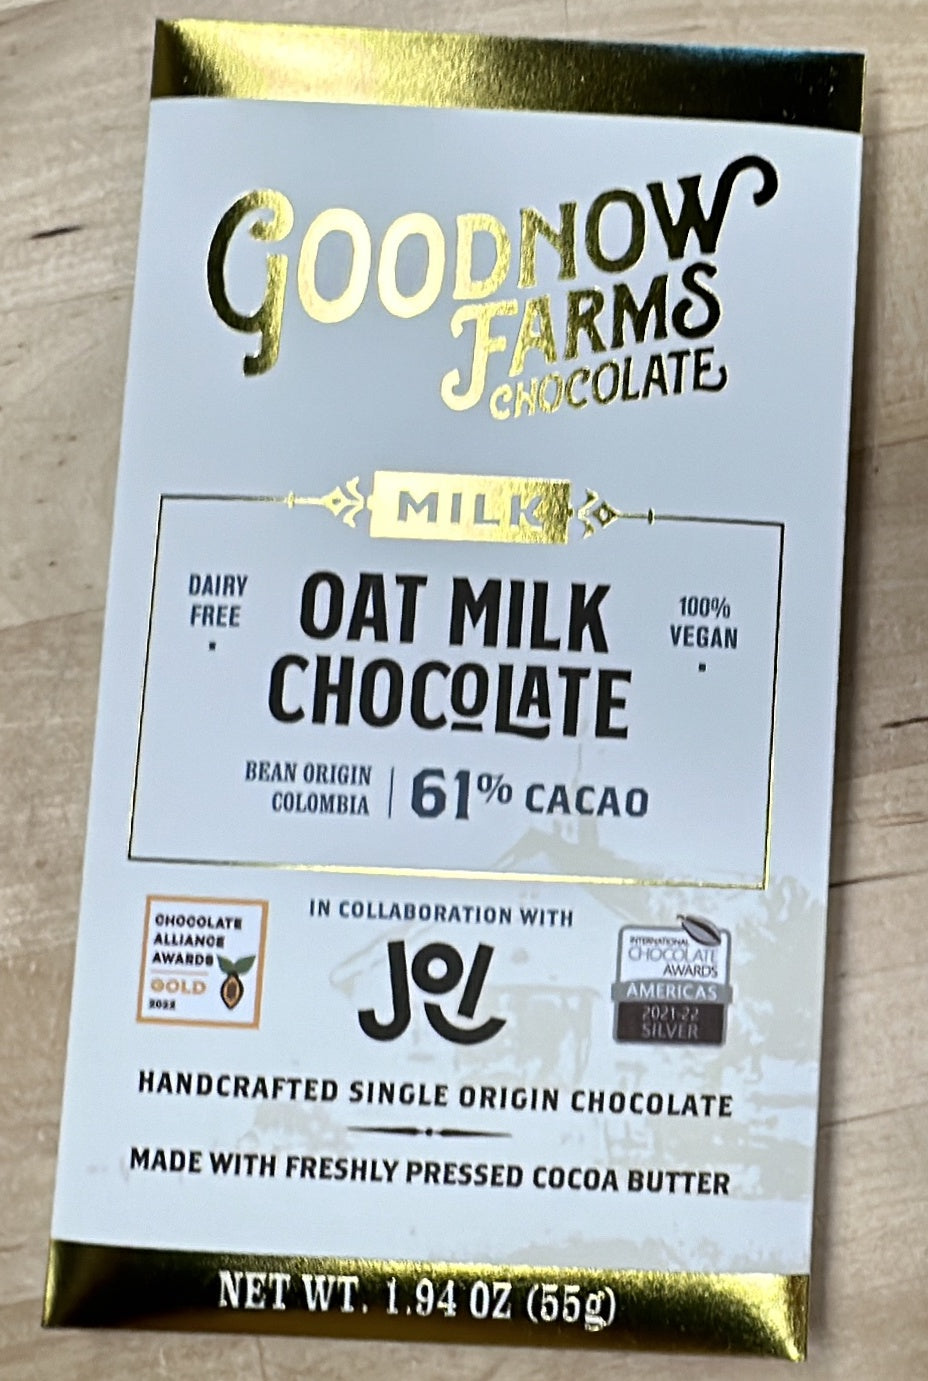 GOODNOW
FARMS
CHOCOLATE
MILK
DAIRY
FREE
OAT MILK
CHOCOLATE
100%
VEGAN
BEAN ORIGIN
COLOMBIA
61% CACAO
CHOCOLATE
ALLIANCE
AWARDS
GOLD
2022
IN COLLABORATION WITH
JOI
INTERNATIONAL
CHOCOLATE
AWARDS
AMERICAS
2021-22
SILVER
HANDCRAFTED SINGLE ORIGIN CHOCOLATE
MADE WITH FRESHLY PRESSED COCOA BUTTER
NET WT. 1.94 OZ (55g)